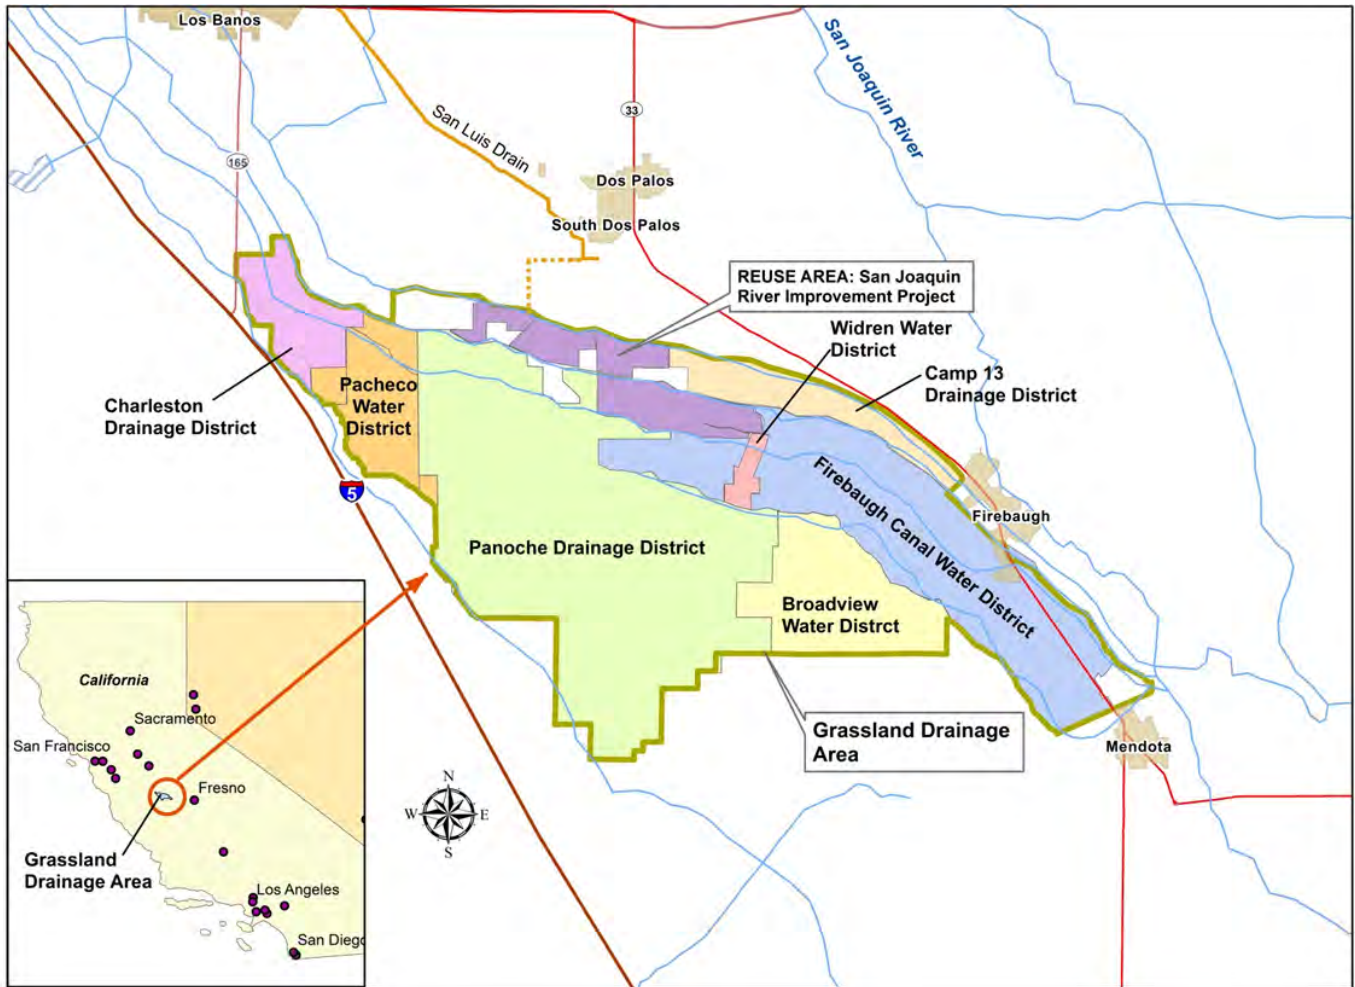 Los Banos
San Joaquin River
San Luis Drain
33
165
Dos Palos
South Dos Palos
REUSE AREA: San Joaquin
River Improvement Project
Widren Water
District
Camp 13
Drainage District
Charleston
Drainage District
Pacheco
Water
District
5
Firebaugh Canal Water District
Firebaugh
Panoche Drainage District
Broadview
Water Distrct
Grassland Drainage
Area
Mendota
N
W
E
S
California
Sacramento
San Francisco
Fresno
Grassland
Drainage Area
Los Angeles
San Diego